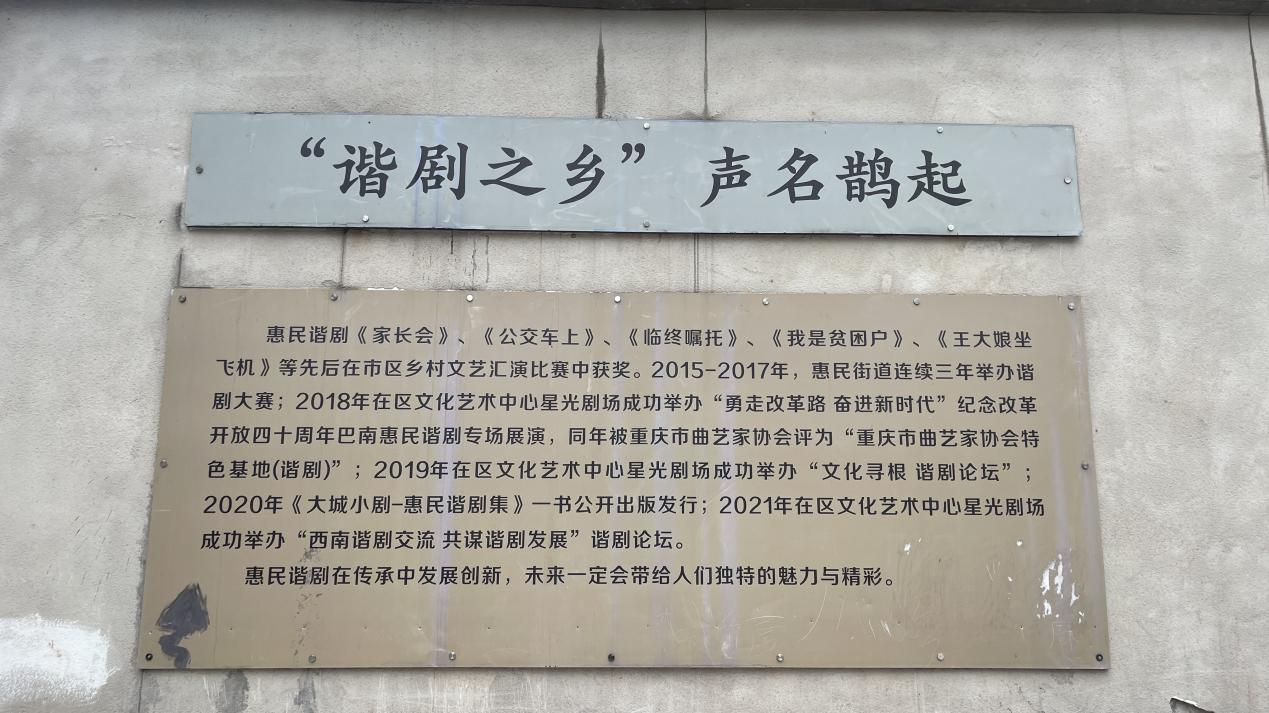 “谐剧之乡”声名鹊起
惠民谐剧《家长会》、《公交车上》、《临终嘱托》、《我是贫困户》、《王大娘坐
飞机》等先后在市区乡村文艺汇演比赛中获奖。2015-2017年，惠民街道连续三年举办谐
剧大赛；2018年在区文化艺术中心星光剧场成功举办“勇走改革路 奋进新时代”纪念改革
开放四十周年巴南惠民谐剧专场展演，同年被重庆市曲艺家协会评为“重庆市曲艺家协会特
色基地(谐剧)”；2019年在区文化艺术中心星光剧场成功举办“文化寻根 谐剧论坛”；
2020年《大城小剧-惠民谐剧集》一书公开出版发行；2021年在区文化艺术中心星光剧场
成功举办“西南谐剧交流 共谋谐剧发展”谐剧论坛。
惠民谐剧在传承中发展创新，未来一定会带给人们独特的魅力与精彩。